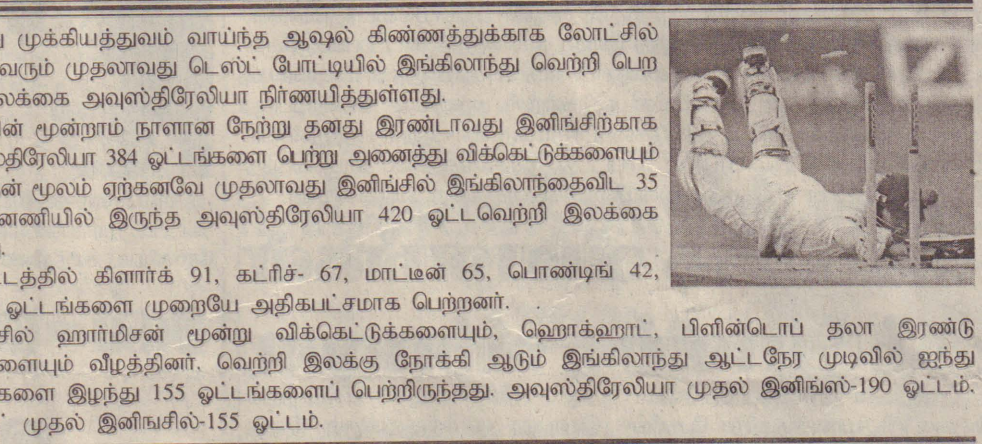 முக்கியத்துவம் வாய்ந்த ஆஷல் கிண்ணத்துக்காக லோட்சில்
வரும் முதலாவது டெஸ்ட் போட்டியில் இங்கிலாந்து வெற்றி பெற
லக்கை அவுஸ்திரேலியா நிர்ணயித்துள்ளது.
ின் மூன்றாம் நாளான நேற்று தனது இரண்டாவது இனிங்சிற்காக
திரேலியா 384 ஓட்டங்களை பெற்று அனைத்து விக்கெட்டுக்களையும்
ன் மூலம் ஏற்கனவே முதலாவது இனிங்சில் இங்கிலாந்தைவிட 35
னணியில் இருந்த அவுஸ்திரேலியா 420 ஓட்டவெற்றி இலக்கை
டத்தில் கிளார்க் 91, கட்ரிச்- 67, மாட்டீன் 65, பொண்டிங் 42,
ஓட்டங்களை முறையே அதிகபட்சமாக பெற்றனர்.
சில் ஹார்மிசன் மூன்று விக்கெட்டுக்களையும், ஹொக்ஹாட், பிளின்டொப் தலா இரண்டு
ளையும் வீழத்தினர். வெற்றி இலக்கு நோக்கி ஆடும் இங்கிலாந்து ஆட்டநேர முடிவில் ஐந்து
களை இழந்து 155 ஓட்டங்களைப் பெற்றிருந்தது. அவுஸ்திரேலியா முதல் இனிங்ஸ்-190 ஓட்டம்.
முதல் இனிஙசில்-155 ஓட்டம்.